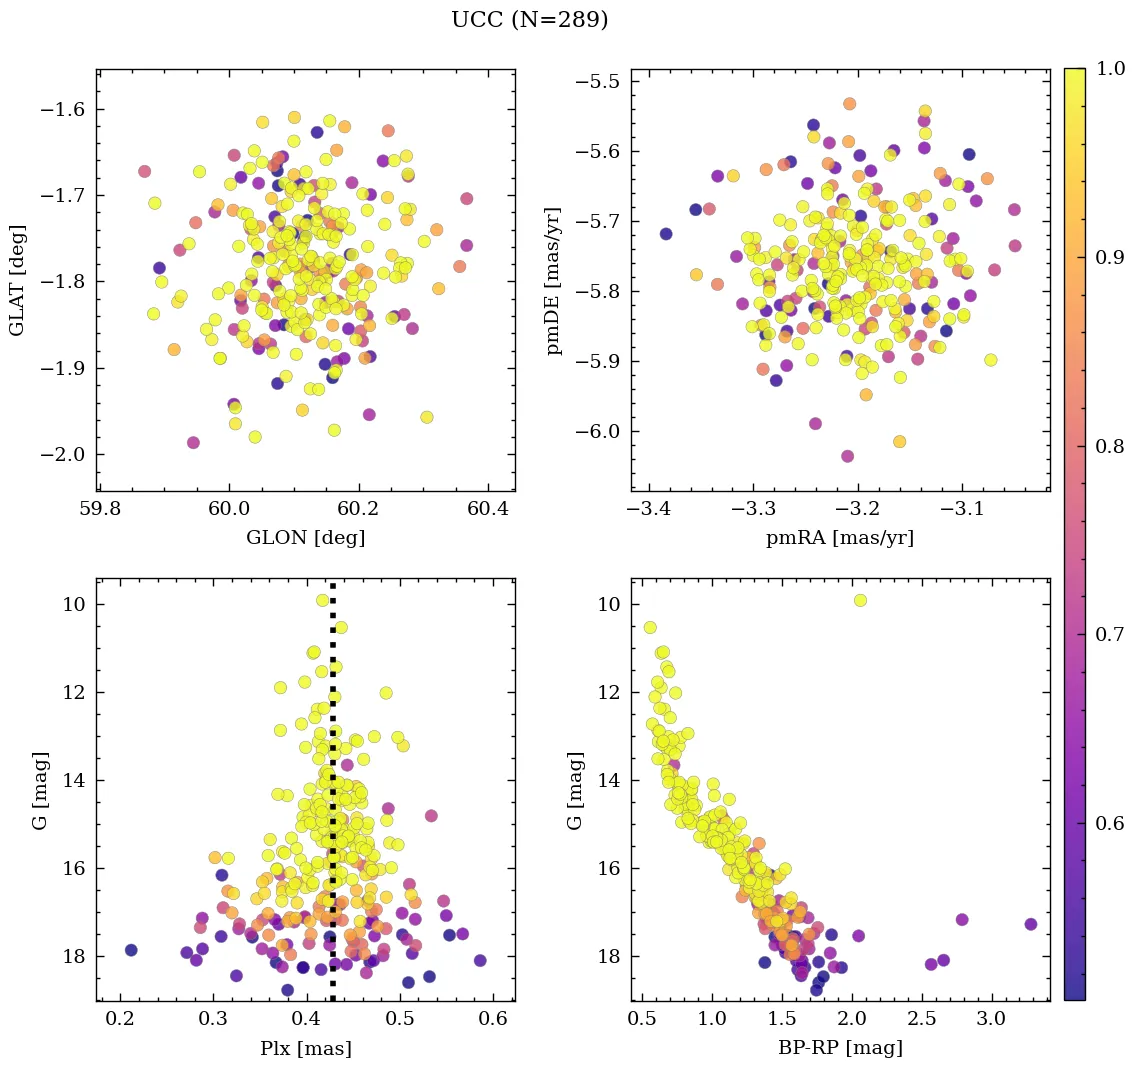 UCC (N=289)
−1.6
−1.7
−1.8
−1.9
−2.0
GLAT [deg]
59.8 60.0 60.2 60.4
GLON [deg]
−5.5
−5.6
−5.7
−5.8
−5.9
−6.0
pmDE [mas/yr]
−3.4 −3.3 −3.2 −3.1
pmRA [mas/yr]
10
12
14
16
18
G [mag]
0.2 0.3 0.4 0.5 0.6
Plx [mas]
10
12
14
16
18
G [mag]
0.5 1.0 1.5 2.0 2.5 3.0
BP-RP [mag]
1.0
0.9
0.8
0.7
0.6